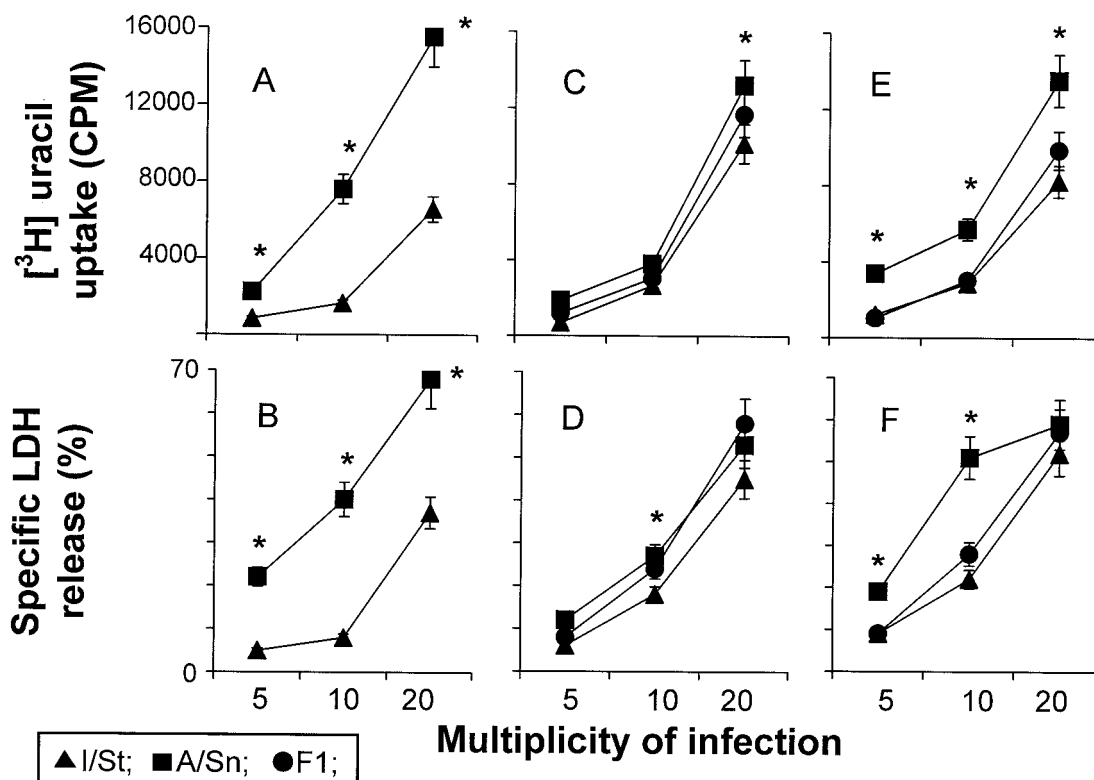 16000
12000
8000
4000
[³H] uracil
uptake (CPM)
A
*
*
*
C
*
E
*
*
*
70
0
Specific LDH
release (%)
B
*
*
*
D
*
F
*
*
5 10 20
5 10 20
5 10 20
Multiplicity of infection
▲ I/St; ■ A/Sn; ● F1;